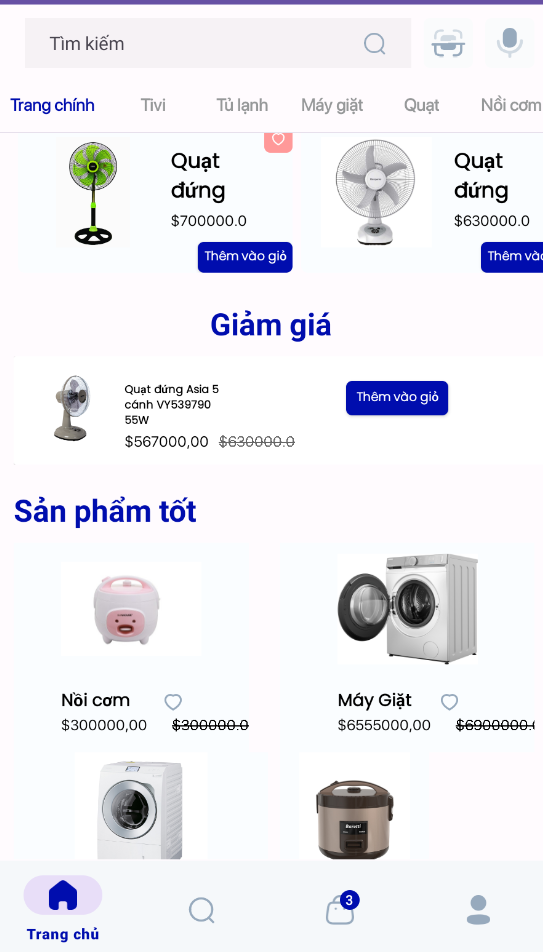 Tìm kiếm
Trang chính Tivi Tủ lạnh Máy giặt Quạt Nồi cơm
Quạt
đứng
$700000.0
Thêm vào giỏ
Quạt
đứng
$630000.0
Thêm vào
Giảm giá
Quạt đứng Asia 5
cánh VY539790
55W
$567000,00 $630000.0
Thêm vào giỏ
Sản phẩm tốt
Nồi cơm
$300000,00 $300000.0
Máy Giặt
$6555000,00 $6900000.
3
Trang chủ